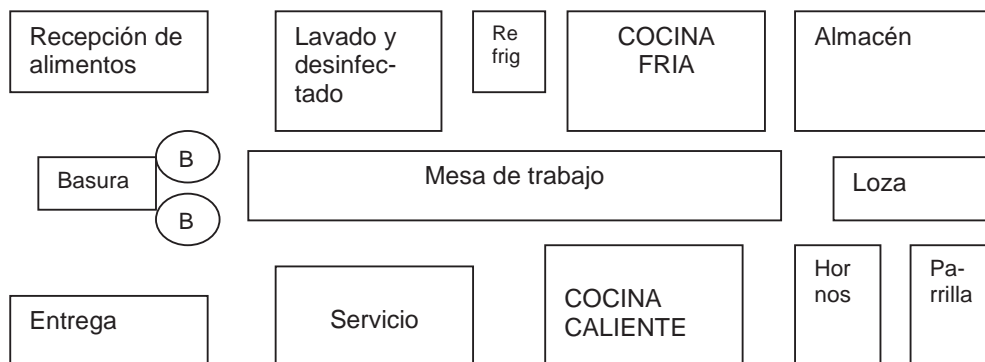 Recepción de
alimentos
Lavado y
desinfec-
tado
Re
frig
COCINA
FRIA
Almacén
B
Basura
B
Mesa de trabajo
Loza
Entrega
Servicio
COCINA
CALIENTE
Hor
nos
Pa-
rrilla